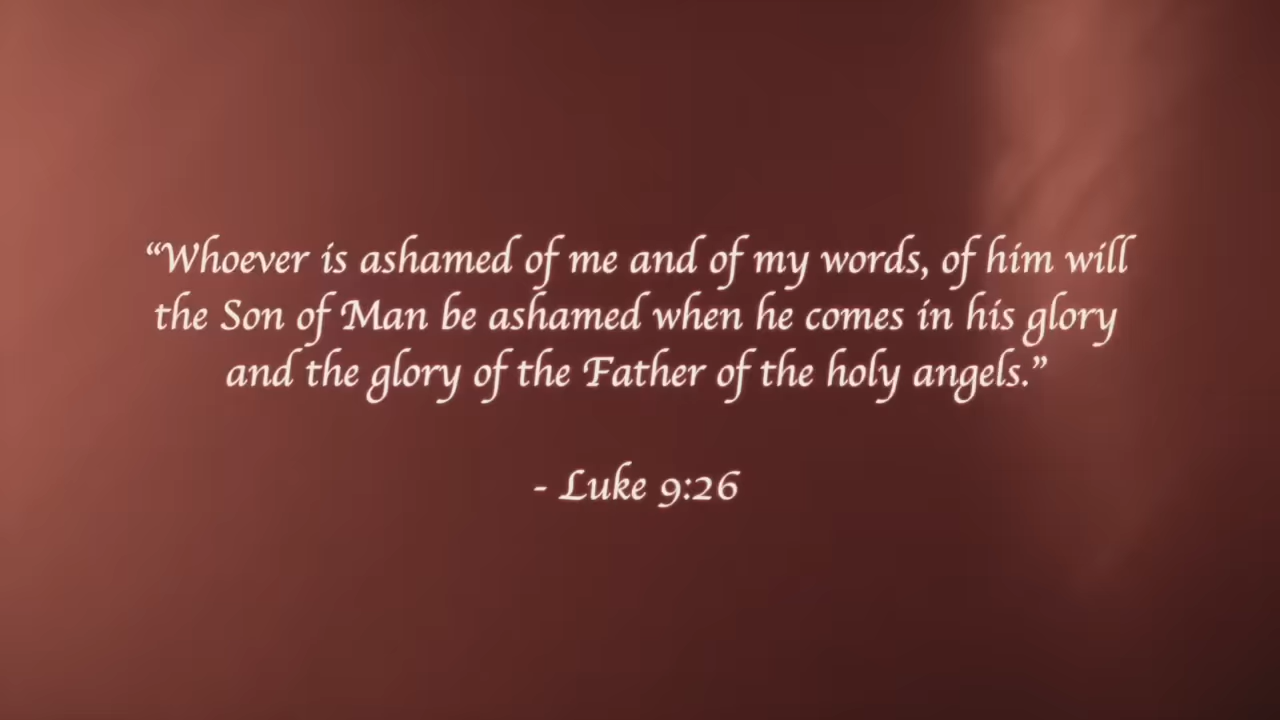 “Whoever is ashamed of me and of my words, of him will
the Son of Man be ashamed when he comes in his glory
and the glory of the Father of the holy angels.”
- Luke 9:26